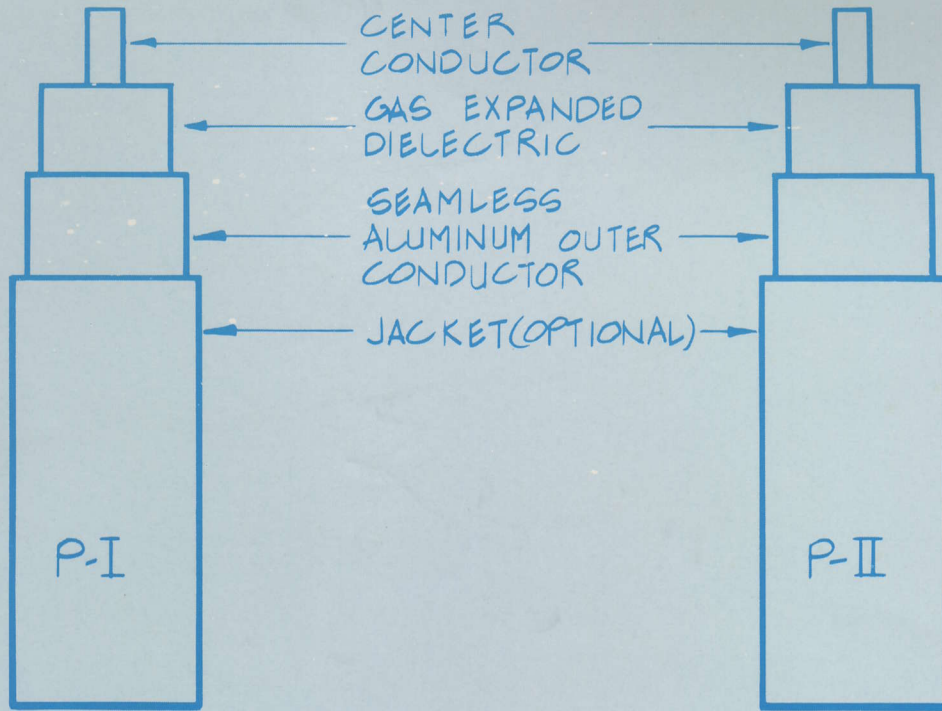 CENTER
CONDUCTOR
GAS EXPANDED
DIELECTRIC
SEAMLESS
ALUMINUM OUTER
CONDUCTOR
JACKET (OPTIONAL)
P-I
P-II